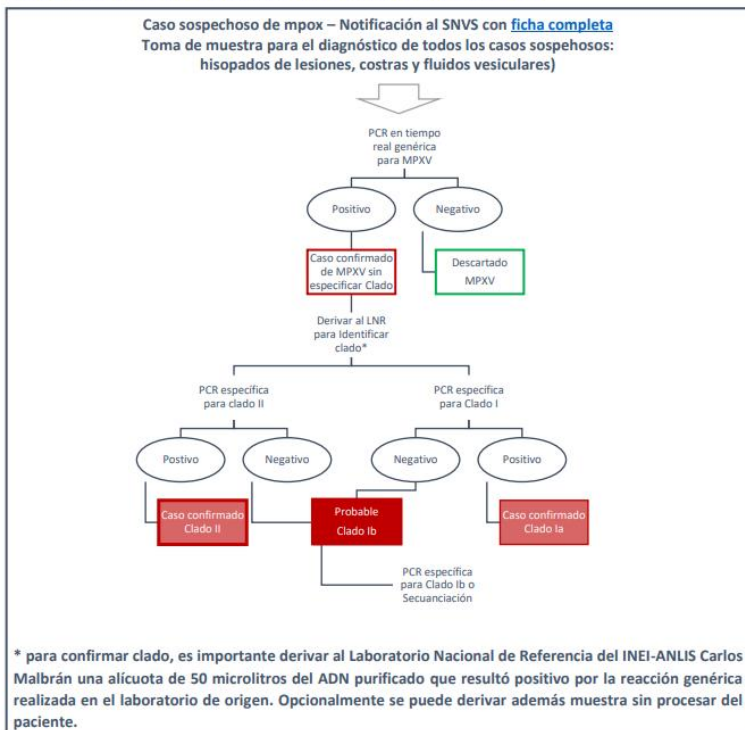 Caso sospechoso de mpox – Notificación al SNVS con ficha completa
Toma de muestra para el diagnóstico de todos los casos sospehosos:
hisopados de lesiones, costras y fluidos vesiculares)
PCR en tiempo
real genérica
para MPXV
Positivo
Negativo
Caso confirmado
de MPXV sin
especificar Clado
Descartado
MPXV
Derivar al LNR
para Identificar
clado*
PCR específica
para clado II
PCR específica
para Clado I
Postivo
Negativo
Negativo
Positivo
Caso confirmado
Clado II
Probable
Clado Ib
Caso confirmado
Clado Ia
PCR específica
para Clado Ib o
Secuanciación
* para confirmar clado, es importante derivar al Laboratorio Nacional de Referencia del INEI-ANLIS Carlos
Malbrán una alícuota de 50 microlitros del ADN purificado que resultó positivo por la reacción genérica
realizada en el laboratorio de origen. Opcionalmente se puede derivar además muestra sin procesar del
paciente.